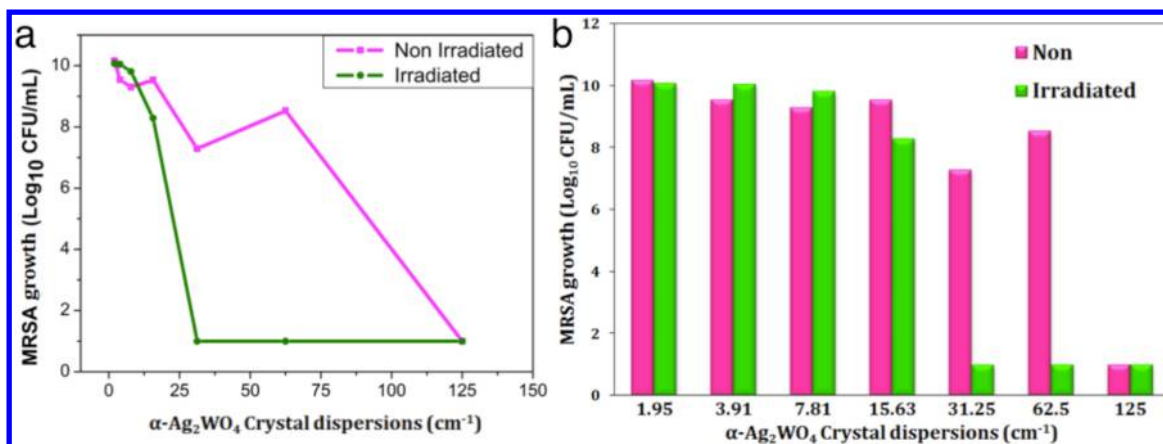 a
MRSA growth (Log₁₀ CFU/mL)
Non Irradiated
Irradiated
10
8
6
4
2
0
0 25 50 75 100 125 150
α-Ag₂WO₄ Crystal dispersions (cm⁻¹)
b
MRSA growth (Log₁₀ CFU/mL)
Non
Irradiated
12
10
8
6
4
2
0
1.95 3.91 7.81 15.63 31.25 62.5 125
α-Ag₂WO₄ Crystal dispersions (cm⁻¹)